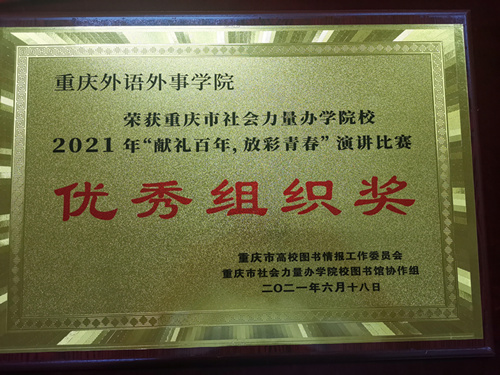 重庆外语外事学院
荣获重庆市社会力量办学院校
2021年“献礼百年,放彩青春”演讲比赛
优秀组织奖
重庆市高校图书情报工作委员会
重庆市社会力量办学院校图书馆协作组
二〇二一年六月十八日